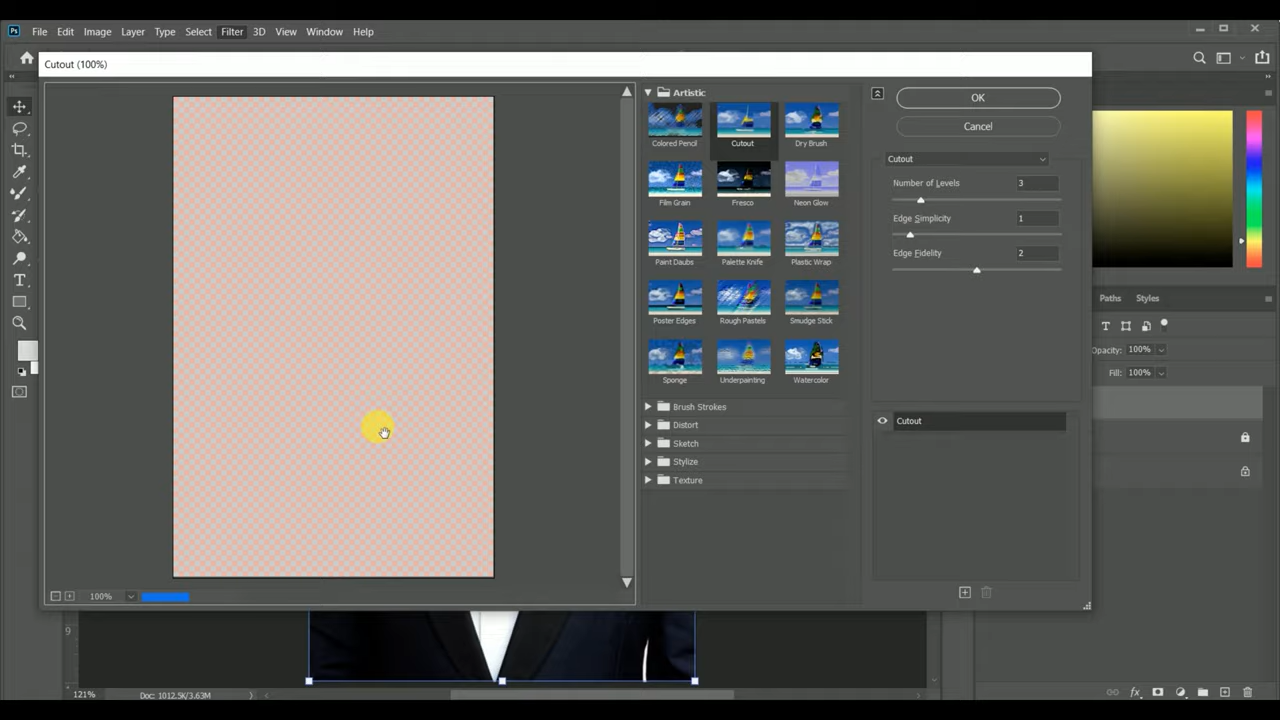 Ps File Edit Image Layer Type Select Filter 3D View Window Help
Cutout (100%)
Artistic
OK
Cancel
Colored Pencil Cutout Dry Brush
Cutout
Number of Levels 3
Film Grain Fresco Neon Glow
Edge Simplicity 1
Edge Fidelity 2
Paint Daubs Palette Knife Plastic Wrap
Paths Styles
Poster Edges Rough Pastels Smudge Stick
Opacity: 100%
Fill: 100%
Sponge Underpainting Watercolor
Brush Strokes
Cutout
Distort
Sketch
Stylize
Texture
100%
9
121% Doc: 1012.5K/3.63M
fx